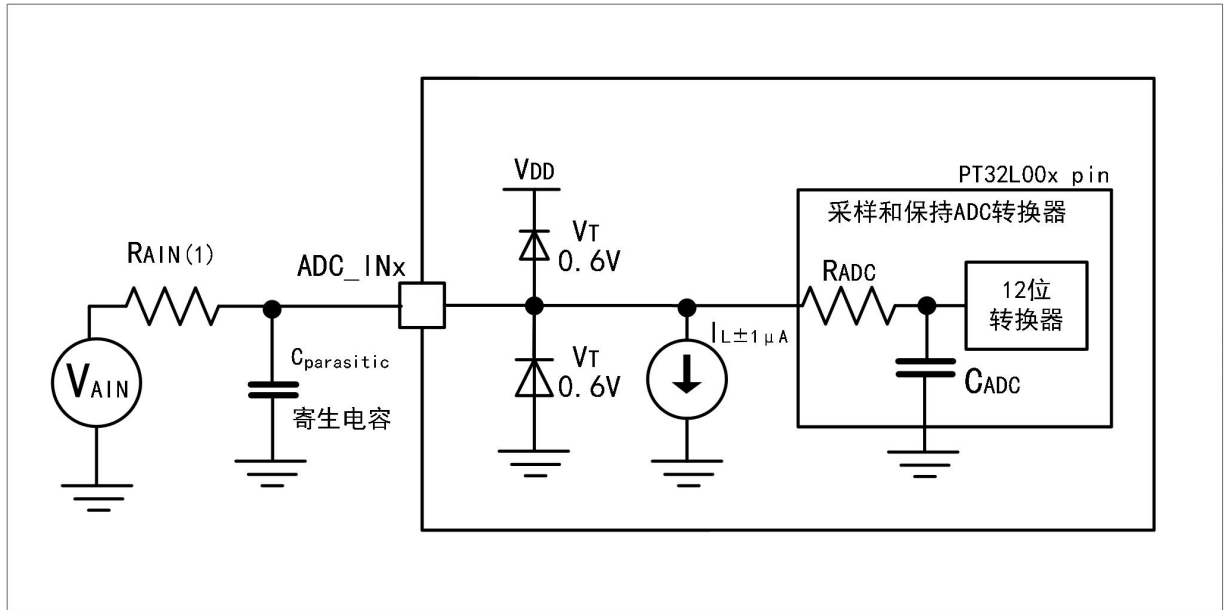 PT32L00x pin
采样和保持ADC转换器
VDD
VT
0.6V
RAIN(1)
ADC_INx
RADC
12位
转换器
IL±1μA
Cparasitic
VT
0.6V
VAIN
CADC
寄生电容